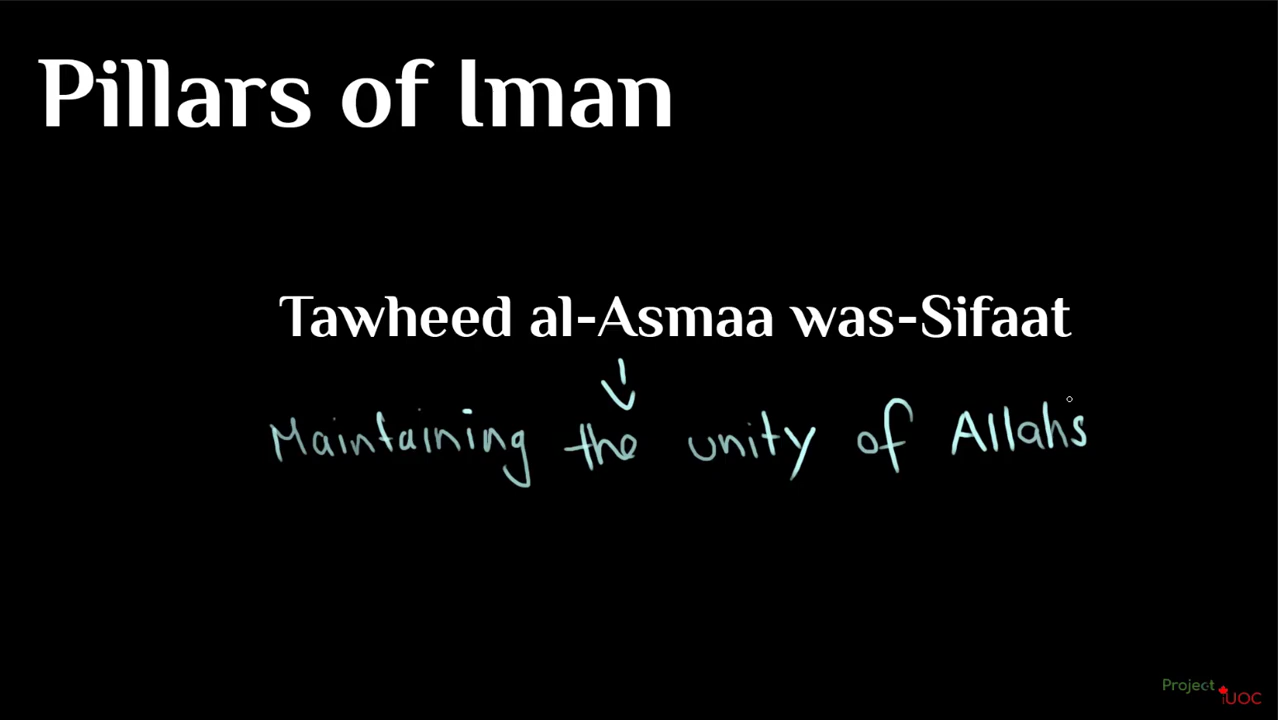 Pillars of Iman
Tawheed al-Asmaa was-Sifaat
Maintaining the unity of Allahs
Project iUOC